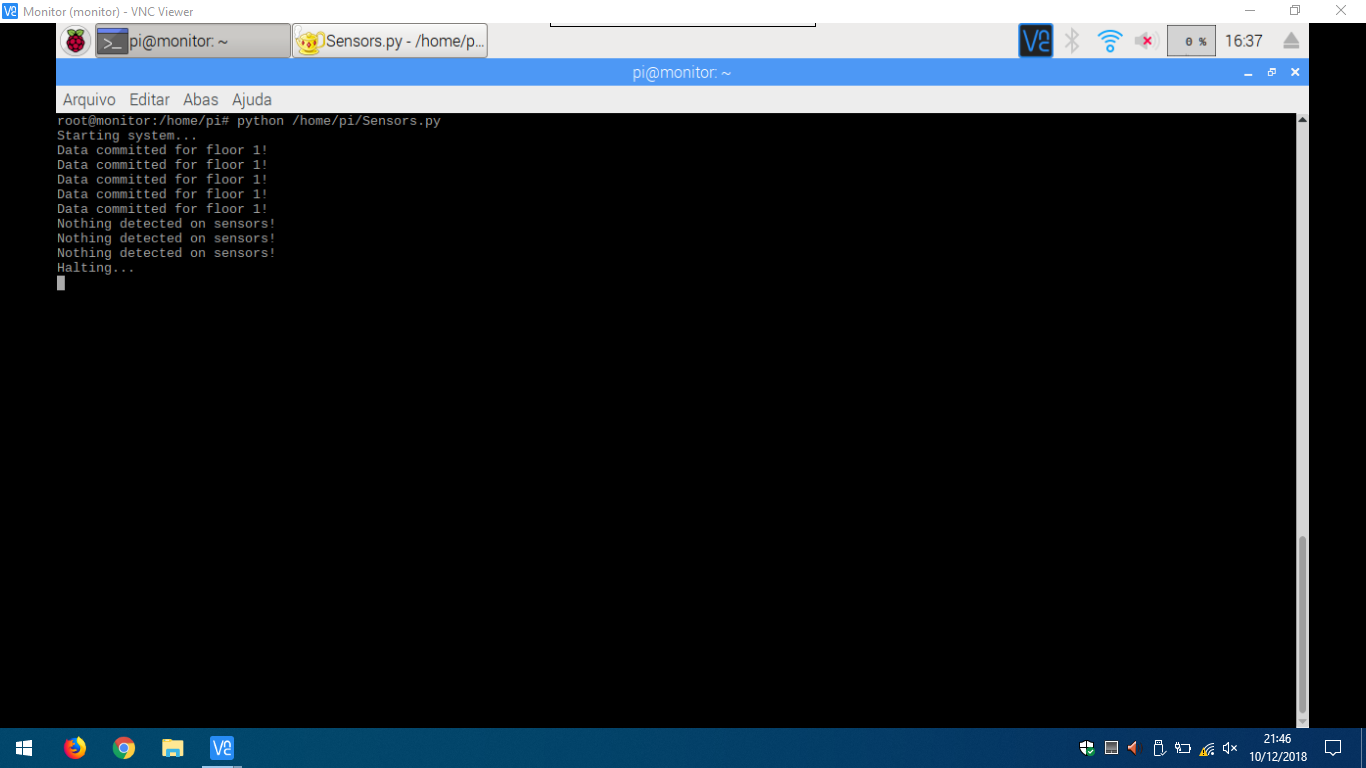 Monitor (monitor) - VNC Viewer
pi@monitor: ~
Sensors.py - /home/p...
0 %
16:37
pi@monitor: ~
Arquivo Editar Abas Ajuda
root@monitor:/home/pi# python /home/pi/Sensors.py
Starting system...
Data committed for floor 1!
Data committed for floor 1!
Data committed for floor 1!
Data committed for floor 1!
Data committed for floor 1!
Nothing detected on sensors!
Nothing detected on sensors!
Nothing detected on sensors!
Halting...
21:46
10/12/2018